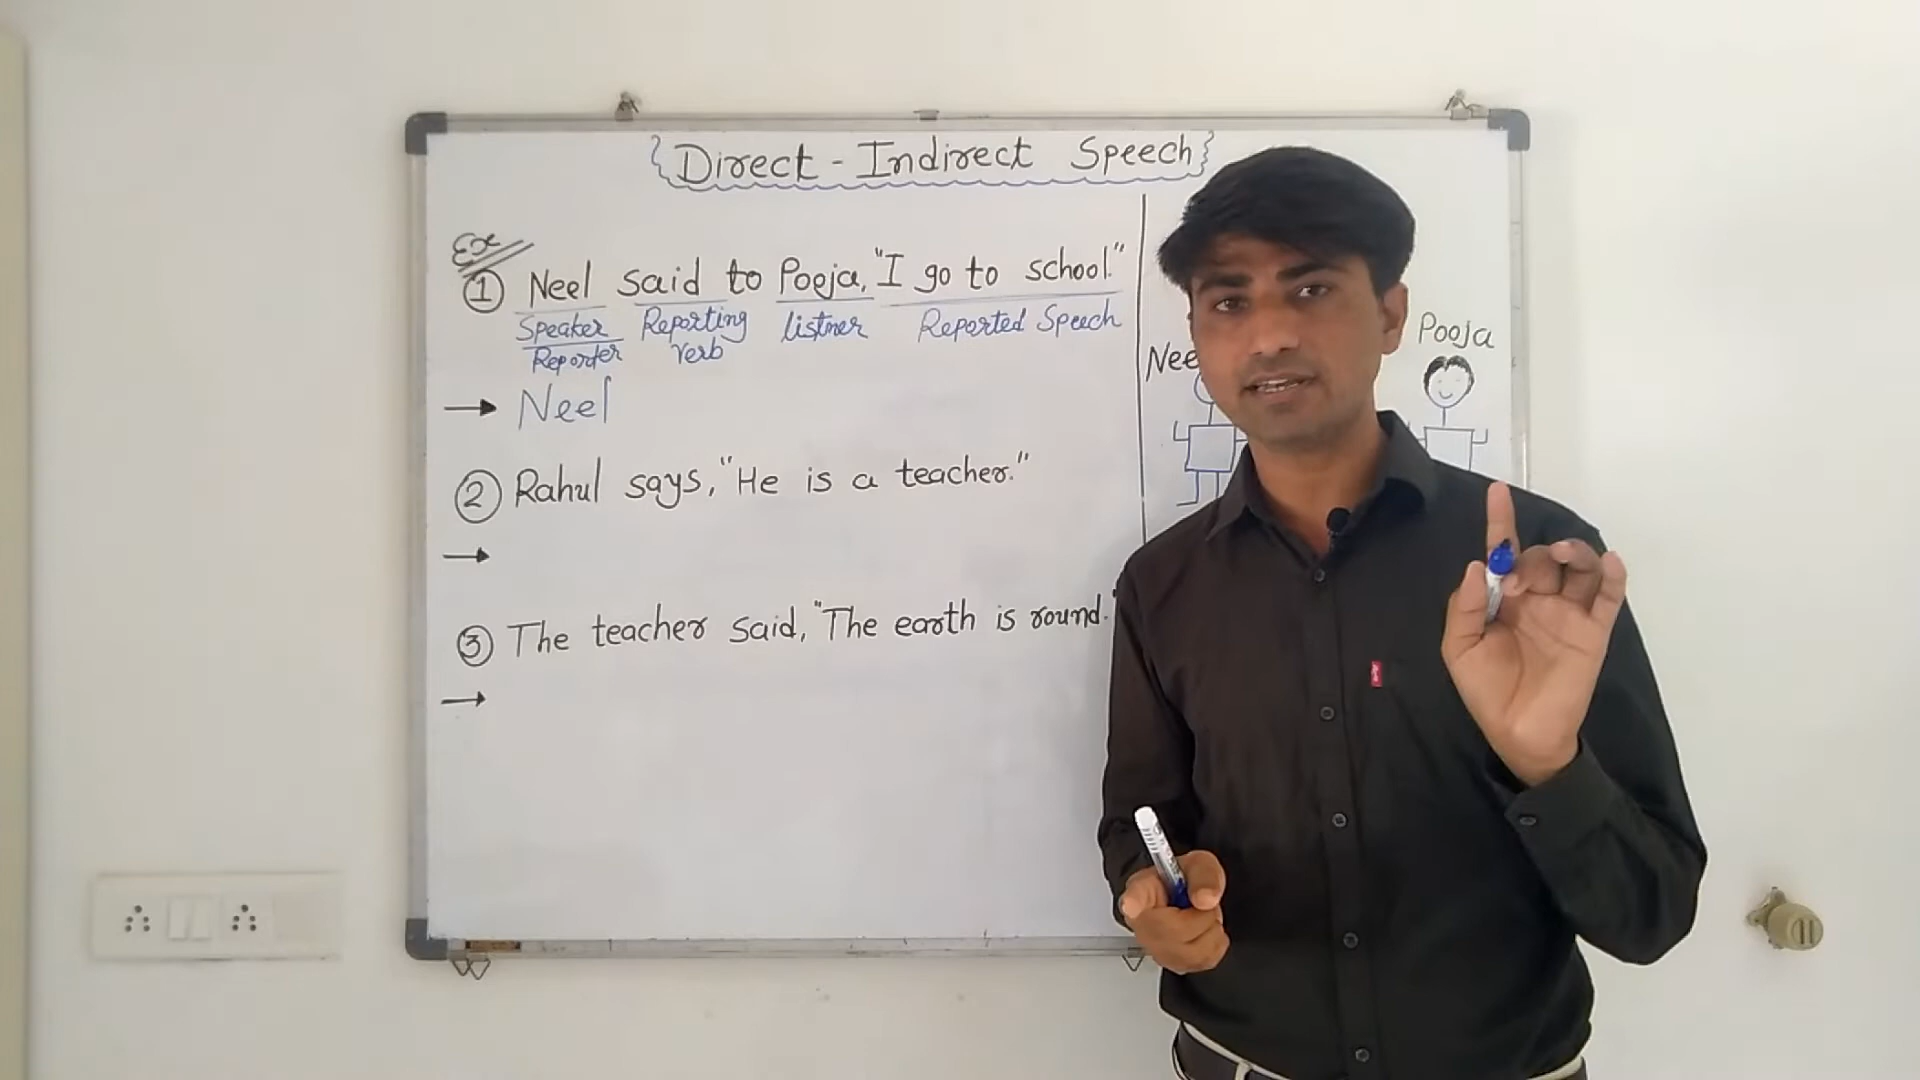 Direct - Indirect Speech
Ex
① Neel said to Pooja, "I go to school."
Speaker Reporting listner Reported Speech
Reporter Verb
→ Neel
② Rahul says, "He is a teacher."
→
③ The teacher said, "The earth is round."
→
Nee
Pooja